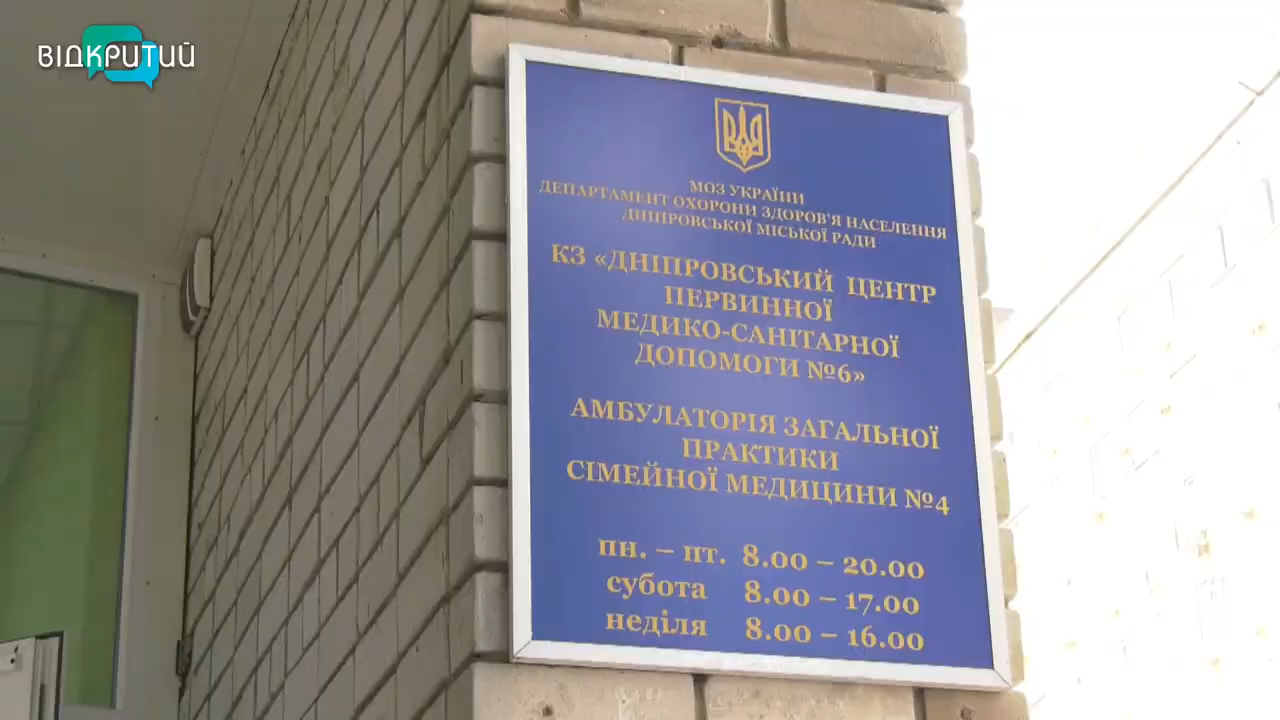 ВІДКРИТИЙ
МОЗ УКРАЇНИ
ДЕПАРТАМЕНТ ОХОРОНИ ЗДОРОВ'Я НАСЕЛЕННЯ
ДНІПРОВСЬКОЇ МІСЬКОЇ РАДИ
КЗ «ДНІПРОВСЬКИЙ ЦЕНТР
ПЕРВИННОЇ
МЕДИКО-САНІТАРНОЇ
ДОПОМОГИ №6»
АМБУЛАТОРІЯ ЗАГАЛЬНОЇ
ПРАКТИКИ
СІМЕЙНОЇ МЕДИЦИНИ №4
пн. – пт. 8.00 – 20.00
субота 8.00 – 17.00
неділя 8.00 – 16.00